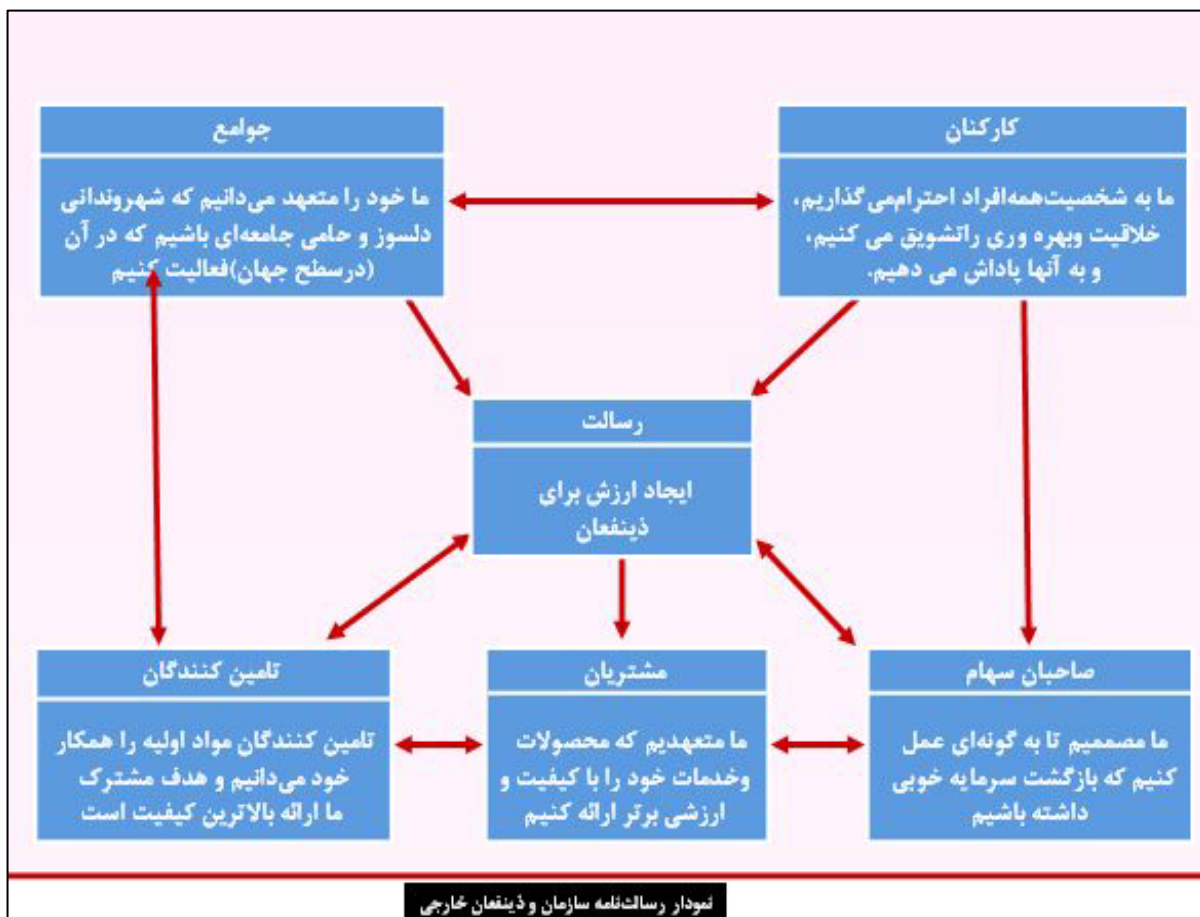 کارکنان
ما به شخصیت‌همه‌افراد احترام‌می‌گذاریم،
خلاقیت وبهره وری راتشویق می کنیم،
و به آنها پاداش می دهیم.
جوامع
ما خود را متعهد می‌دانیم که شهروندانی
دلسوز و حامی جامعه‌ای باشیم که در آن
(درسطح جهان)فعالیت کنیم
رسالت
ایجاد ارزش برای
ذینفعان
صاحبان سهام
ما مصممیم تا به گونه‌ای عمل
کنیم که بازگشت سرمایه خوبی
داشته باشیم
مشتریان
ما متعهدیم که محصولات
وخدمات خود را با کیفیت و
ارزشی برتر ارائه کنیم
تامین کنندگان
تامین کنندگان مواد اولیه را همکار
خود می‌دانیم و هدف مشترک
ما ارائه بالاترین کیفیت است
نمودار رسالت‌نامه سازمان و ذینفعان خارجی